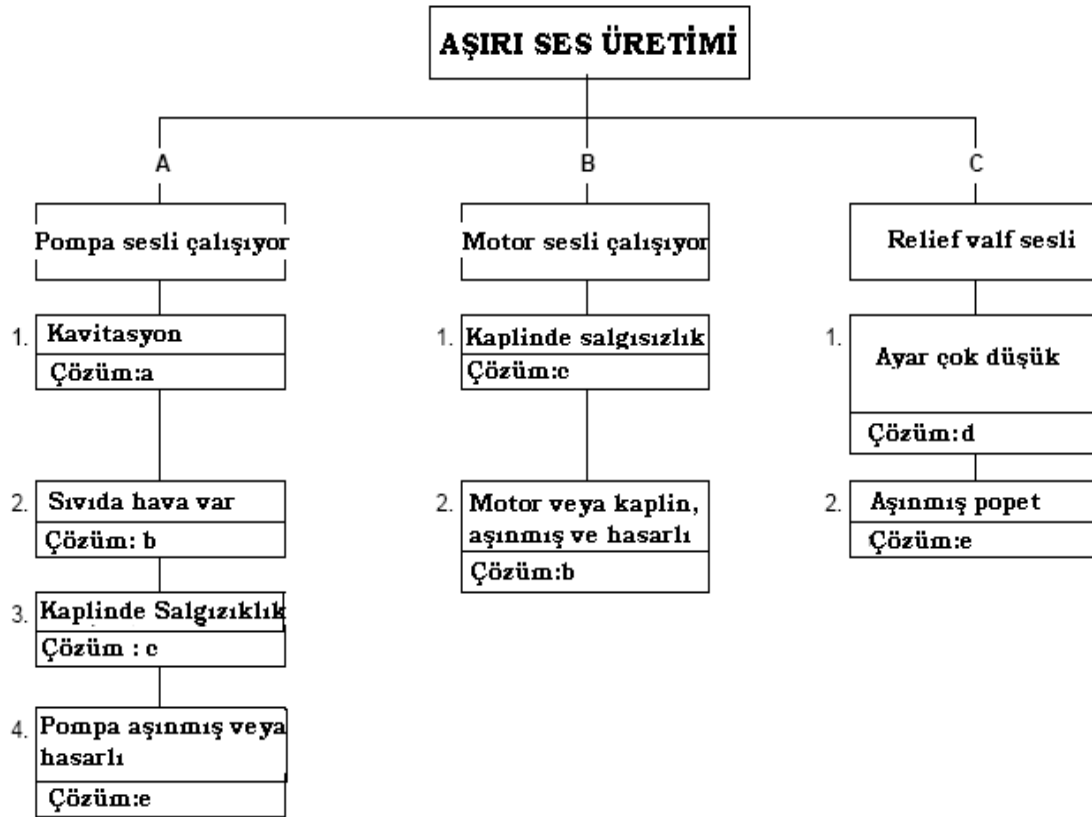 AŞIRI SES ÜRETİMİ
A
Pompa sesli çalışıyor
1. Kavitasyon
Çözüm:a
2. Sıvıda hava var
Çözüm: b
3. Kaplinde Salgızıklık
Çözüm : c
4. Pompa aşınmış veya
hasarlı
Çözüm:e
B
Motor sesli çalışıyor
1. Kaplinde salgısızlık
Çözüm:c
2. Motor veya kaplin,
aşınmış ve hasarlı
Çözüm:b
C
Relief valf sesli
1. Ayar çok düşük
Çözüm:d
2. Aşınmış popet
Çözüm:e